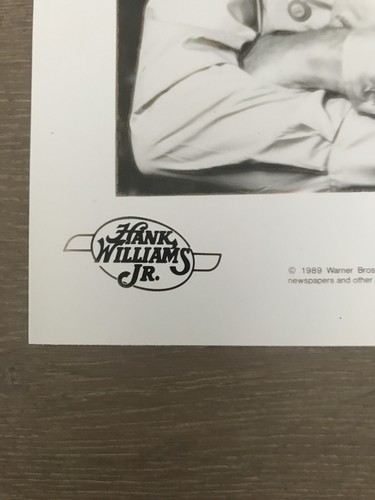 HANK
WILLIAMS
JR.
© 1989 Warner Bros
newspapers and other